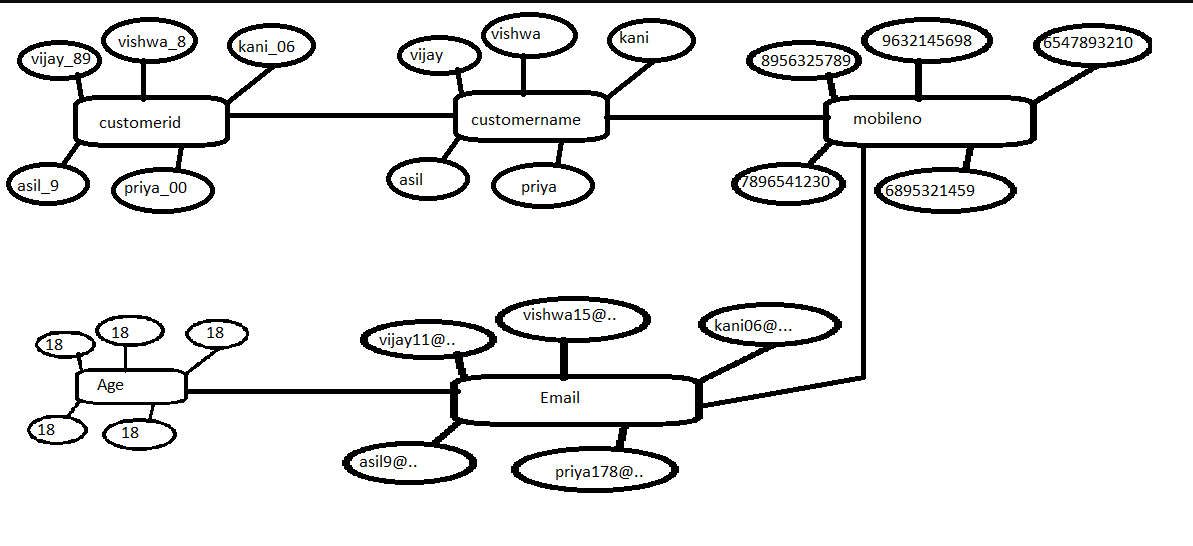 vijay_89
vishwa_8
kani_06
customerid
asil_9
priya_00
vijay
vishwa
kani
customername
asil
priya
8956325789
9632145698
6547893210
mobileno
7896541230
6895321459
18
18
18
Age
18
18
vijay11@..
vishwa15@..
kani06@...
Email
asil9@..
priya178@..